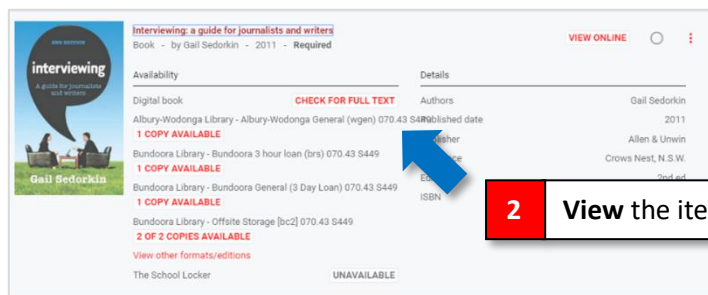 2ND EDITION
interviewing
A guide for journalists
and writers
Gail Sedorkin
Interviewing: a guide for journalists and writers
Book - by Gail Sedorkin - 2011 - Required
VIEW ONLINE
Availability
Digital book CHECK FOR FULL TEXT
Albury-Wodonga Library - Albury-Wodonga General (wgen) 070.43 S449
1 COPY AVAILABLE
Bundoora Library - Bundoora 3 hour loan (brs) 070.43 S449
1 COPY AVAILABLE
Bundoora Library - Bundoora General (3 Day Loan) 070.43 S449
1 COPY AVAILABLE
Bundoora Library - Offsite Storage [bc2] 070.43 S449
2 OF 2 COPIES AVAILABLE
View other formats/editions
The School Locker UNAVAILABLE
Details
Authors Gail Sedorkin
Published date 2011
Allen & Unwin
Crows Nest, N.S.W.
2nd ed
ISBN
2 View the ite